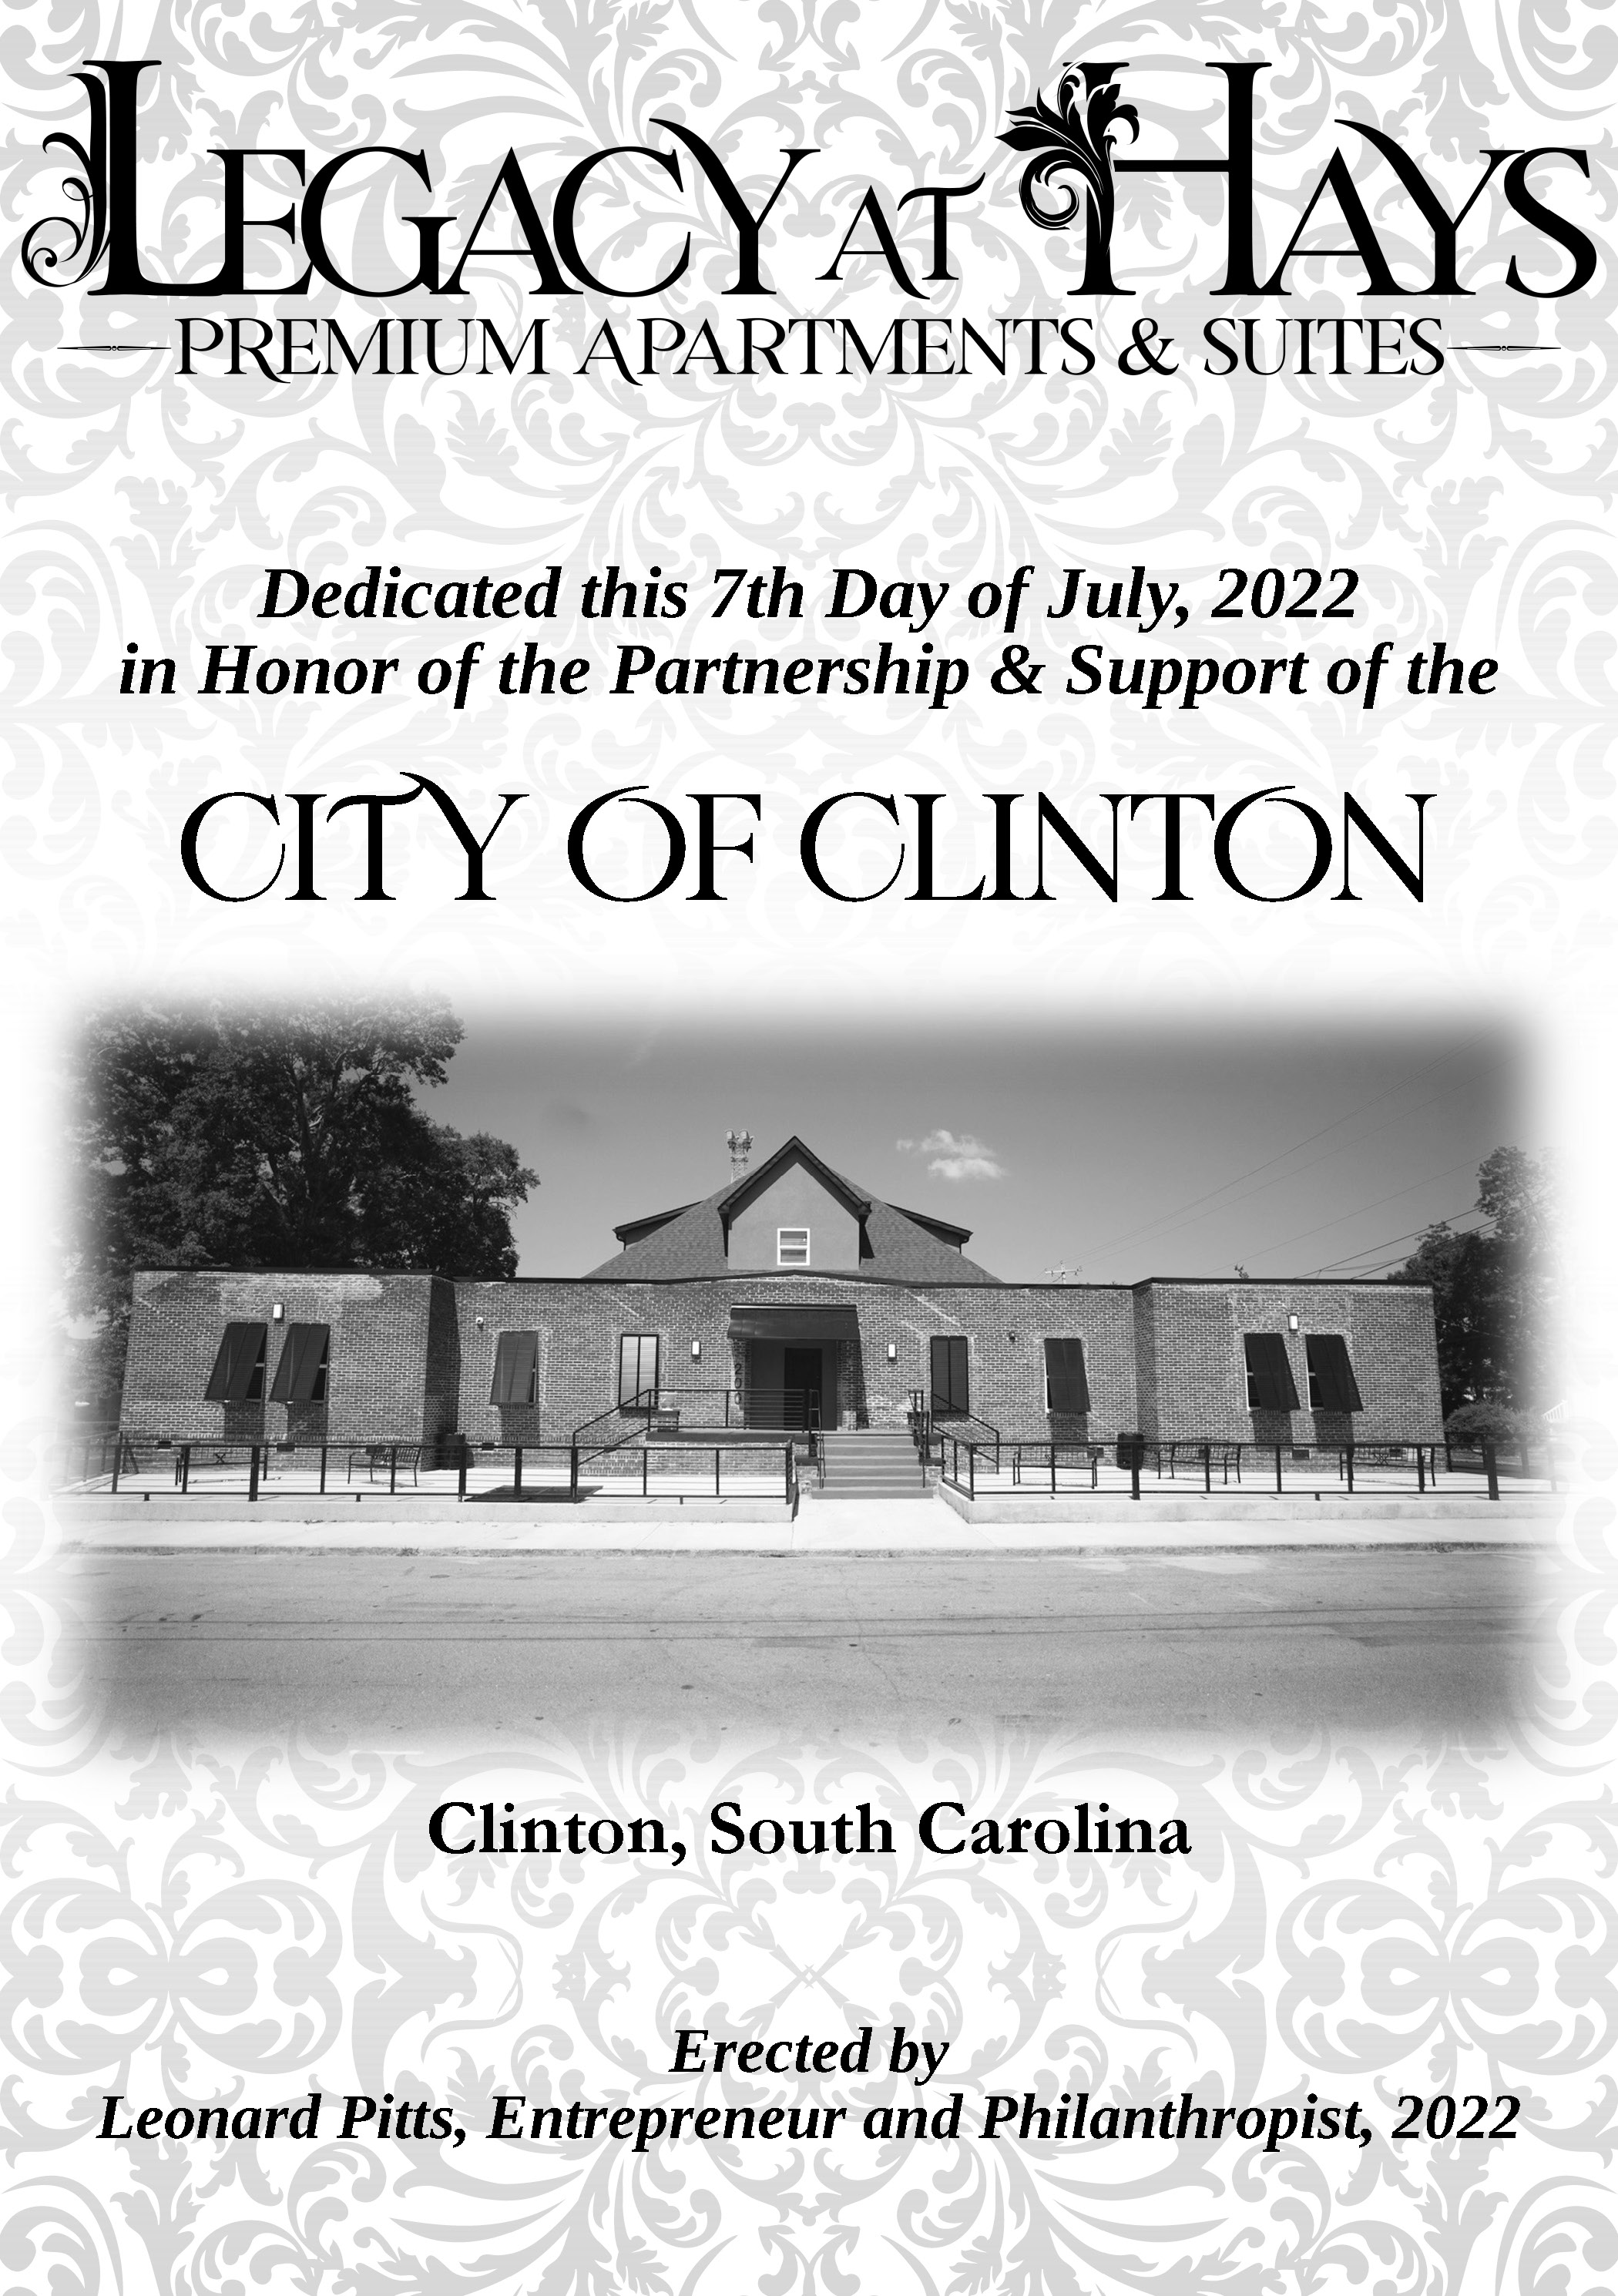 LEGACY AT HAYS
PREMIUM APARTMENTS & SUITES
Dedicated this 7th Day of July, 2022
in Honor of the Partnership & Support of the
CITY OF CLINTON
Clinton, South Carolina
Erected by
Leonard Pitts, Entrepreneur and Philanthropist, 2022